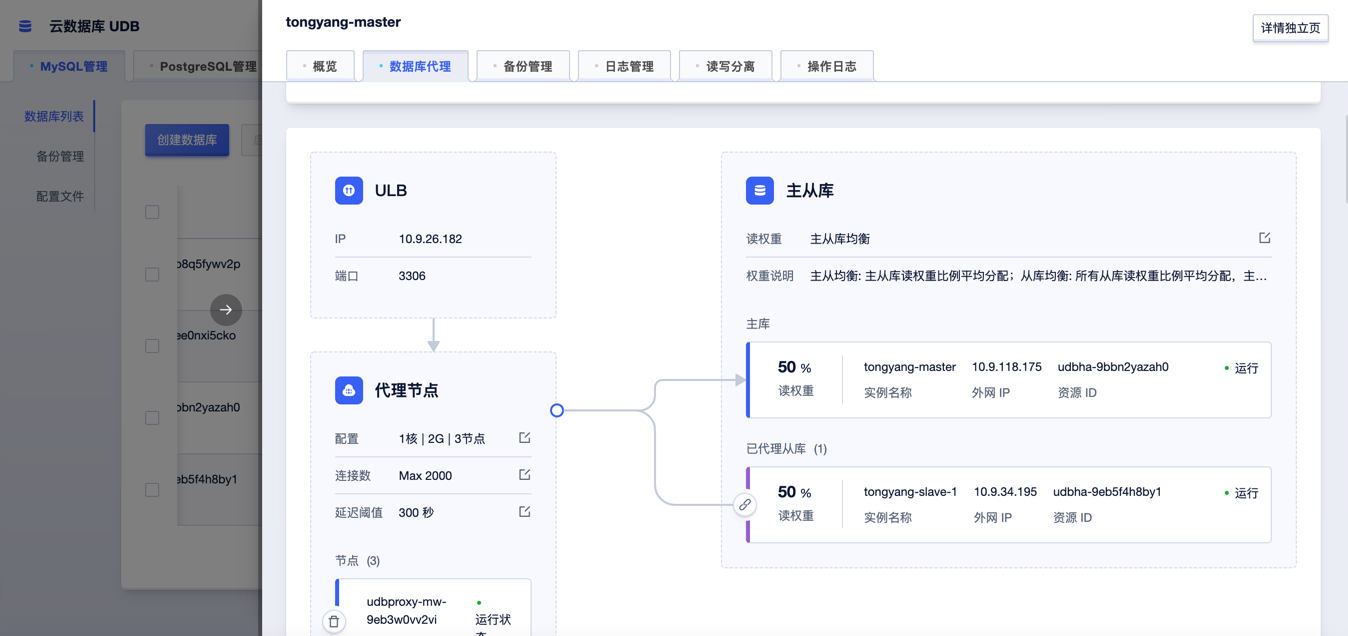 云数据库 UDB
MySQL管理
PostgreSQL管理
数据库列表
备份管理
配置文件
创建数据库
b8q5fywv2p
ee0nxi5cko
bbn2yazah0
eb5f4h8by1
tongyang-master
详情独立页
概览
数据库代理
备份管理
日志管理
读写分离
操作日志
ULB
IP 10.9.26.182
端口 3306
代理节点
配置 1核 | 2G | 3节点
连接数 Max 2000
延迟阈值 300 秒
节点 (3)
udbproxy-mw-
9eb3w0vv2vi
运行状
主从库
读权重 主从库均衡
权重说明 主从均衡: 主从库读权重比例平均分配；从库均衡: 所有从库读权重比例平均分配，主...
主库
50 %
读权重
tongyang-master 10.9.118.175 udbha-9bbn2yazah0
运行
实例名称 外网 IP 资源 ID
已代理从库 (1)
50 %
读权重
tongyang-slave-1 10.9.34.195 udbha-9eb5f4h8by1
运行
实例名称 外网 IP 资源 ID